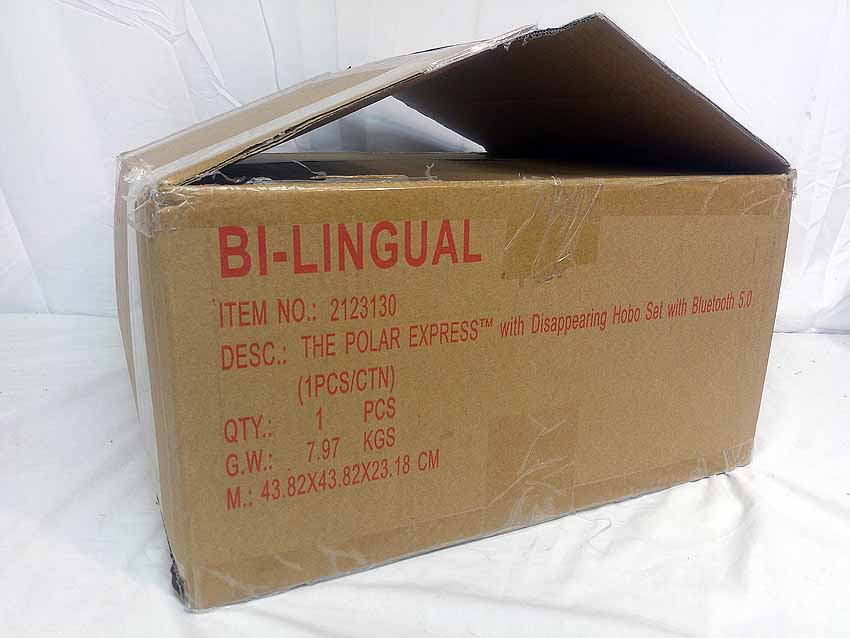 BI-LINGUAL
ITEM NO.: 2123130
DESC.: THE POLAR EXPRESS™ with Disappearing Hobo Set with Bluetooth 5.0
(1PCS/CTN)
QTY.: 1 PCS
G.W.: 7.97 KGS
M.: 43.82X43.82X23.18 CM